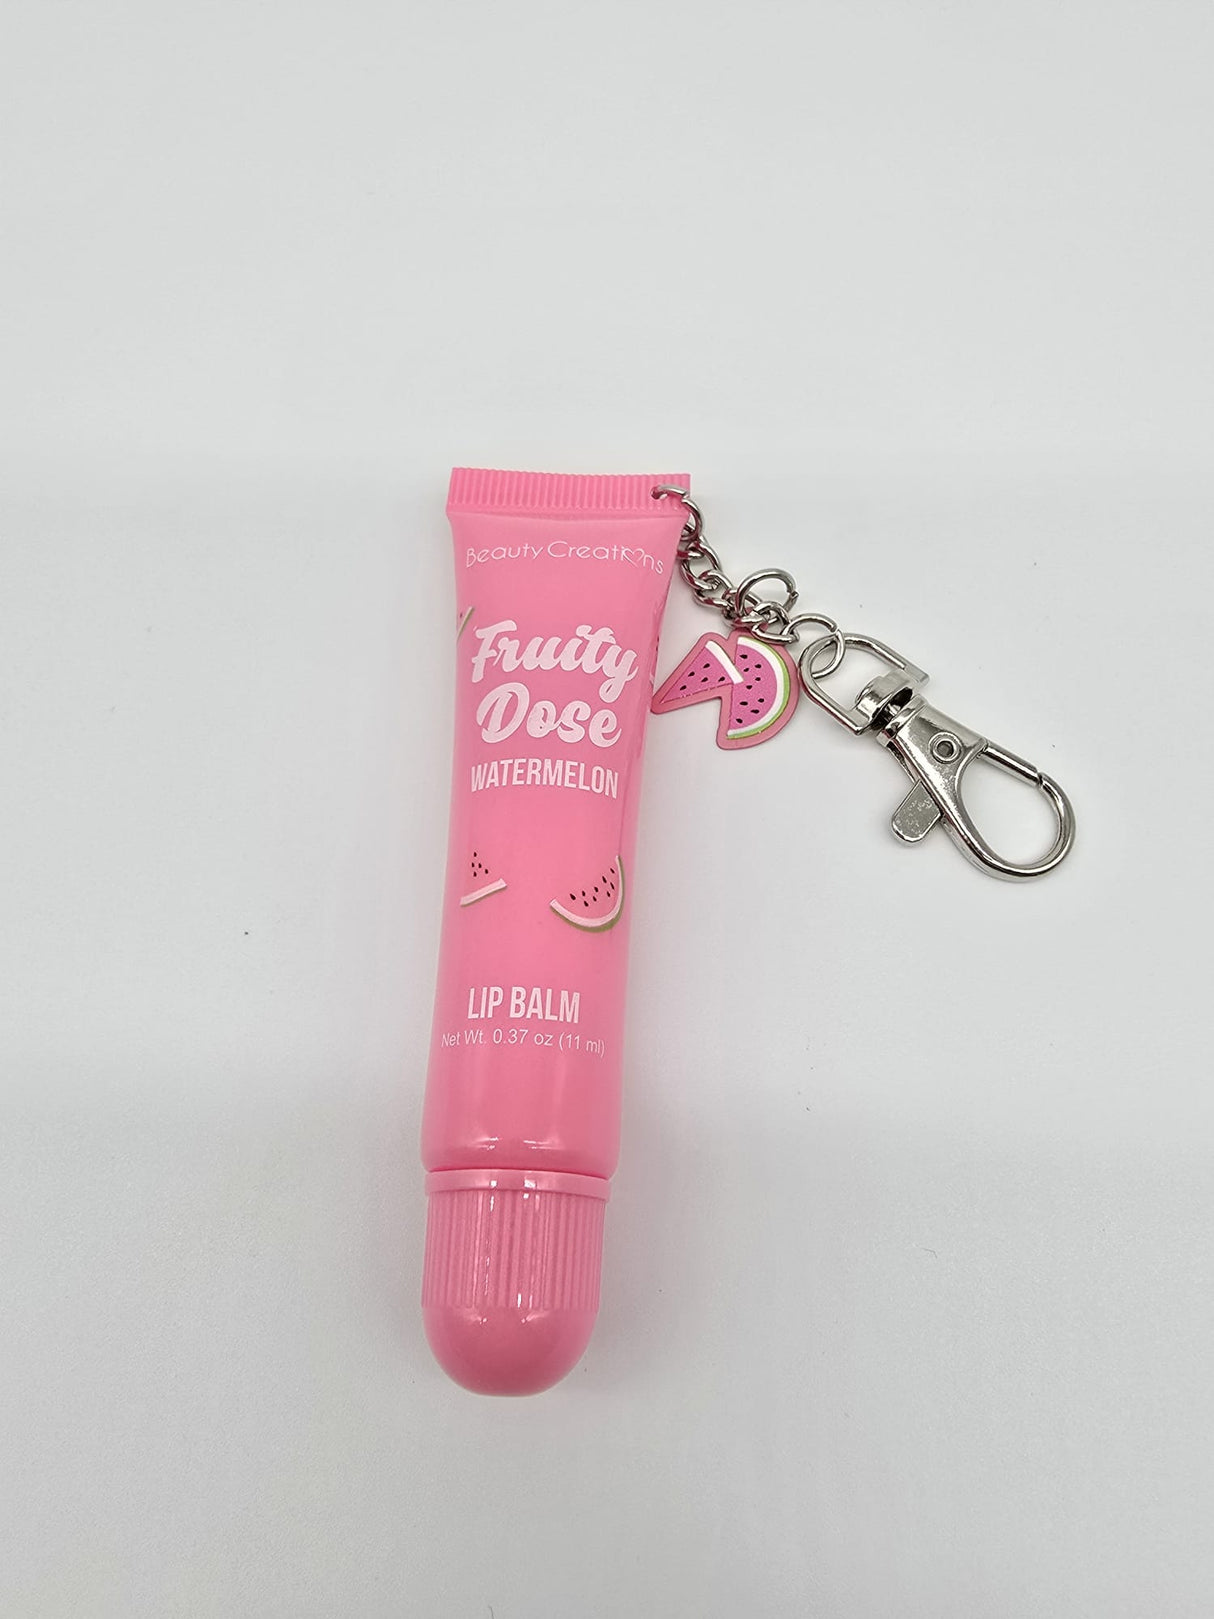 Beauty Creations
Fruity
Dose
WATERMELON
LIP BALM
Net Wt. 0.37 oz (11 ml)